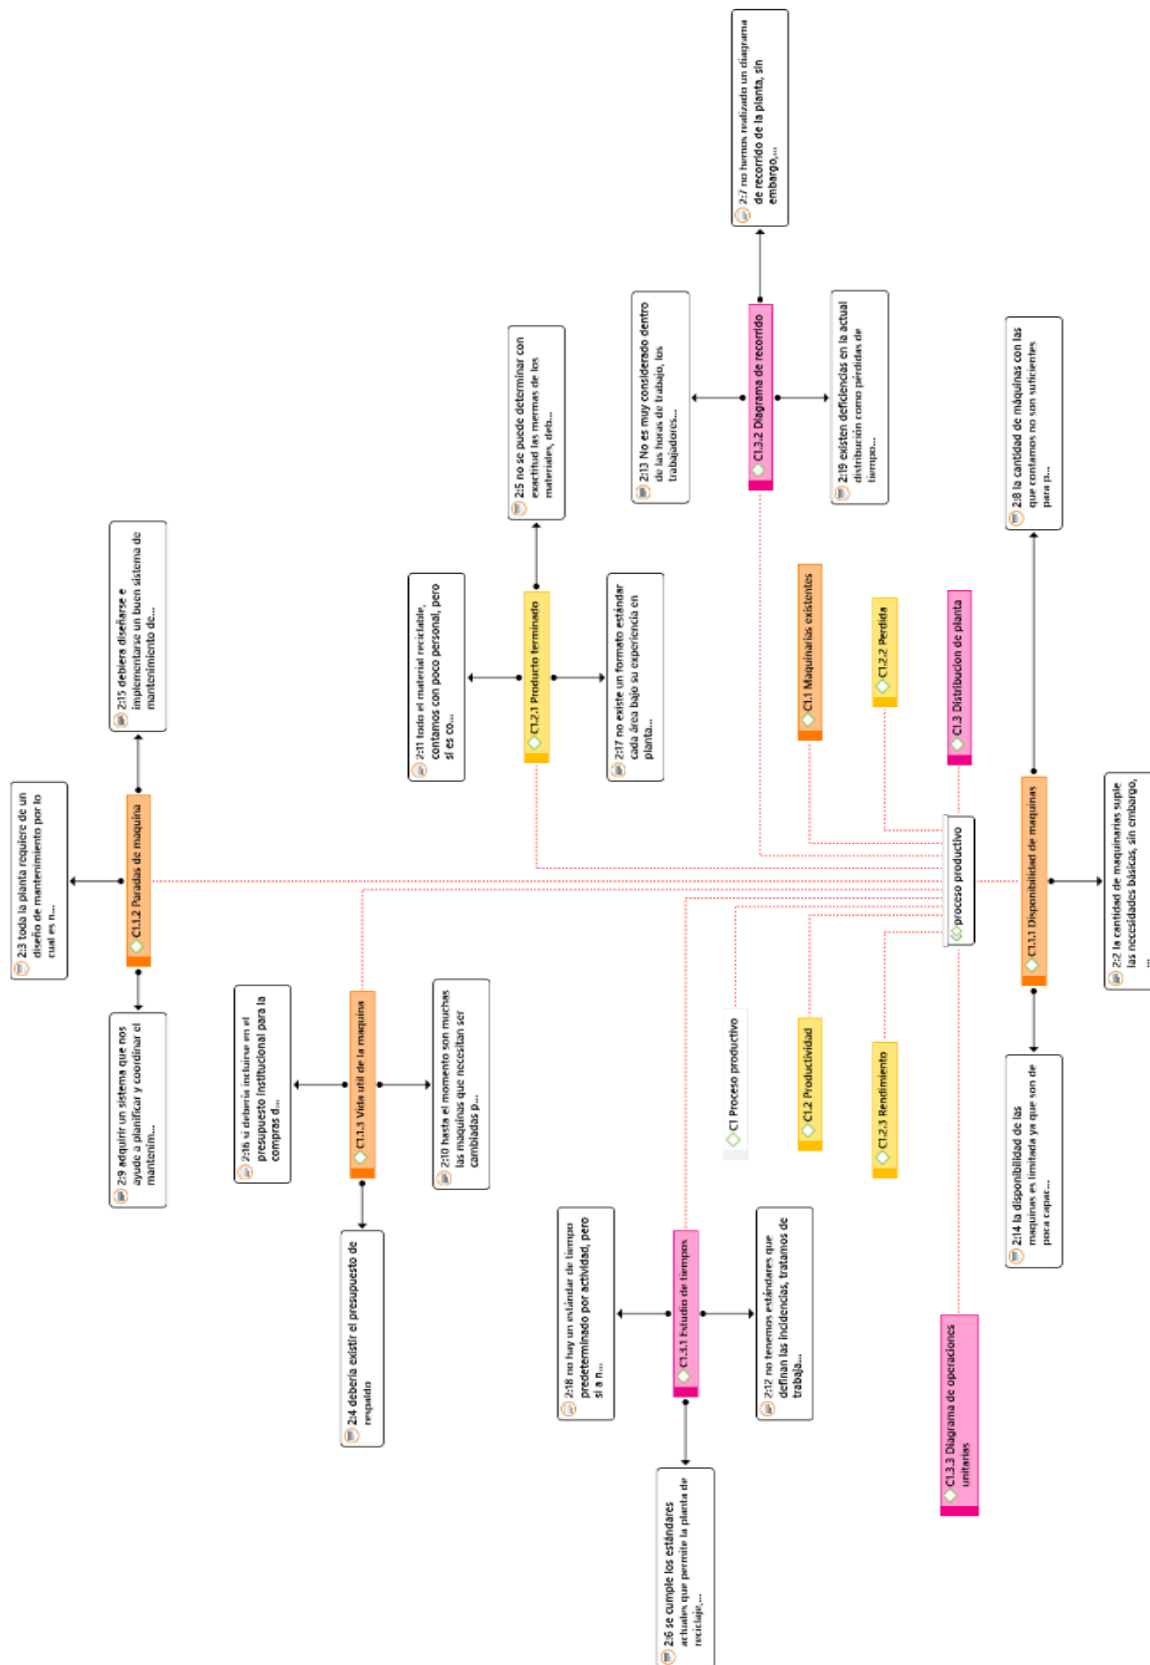 2:3 toda la planta requiere de un
diseño de mantenimiento por lo
cual es n...
2:9 adquirir un sistema que nos
ayude a planificar y coordinar el
mantenim...
C1.1.2 Paradas de maquina
2:15 debiera diseñarse e
implementarse un buen sistema de
mantenimiento de...
2:16 si debería incluirse en el
presupuesto institucional para la
compras d...
2:4 debería existir el presupuesto de
respaldo
C1.1.3 Vida util de la maquina
2:10 hasta el momento son muchas
las maquinas que necesitan ser
cambiadas p...
2:11 todo el material reciclable,
contamos con poco personal, pero
si es co...
C1.2.1 Producto terminado
2:5 no se puede determinar con
exactitud las mermas de los
materiales, deb...
2:17 no existe un formato estándar
cada área bajo su experiencia en
planta...
2:18 no hay un estándar de tiempo
predeterminado por actividad, pero
si a n...
2:6 se cumple los estándares
actuales que permite la planta de
reciclaje,...
C1.3.1 Estudio de tiempos
2:12 no tenemos estándares que
definan las incidencias, tratamos de
trabaja...
2:13 No es muy considerado dentro
de las horas de trabajo, los
trabajadores...
C1.3.2 Diagrama de recorrido
2:7 no hemos realizado un diagrama
de recorrido de la planta, sin
embargo,...
2:19 existen deficiencias en la actual
distribución como pérdidas de
tiempo...
C1 Proceso productivo
C1.2 Productividad
C1.1 Maquinarias existentes
C1.2.3 Rendimiento
C1.2.2 Perdida
C1.3.3 Diagrama de operaciones
unitarias
proceso productivo
C1.3 Distribucion de planta
2:14 la disponibilidad de las
maquinas es limitada ya que son de
poca capac...
C1.1.1 Disponibilidad de maquinas
2:8 la cantidad de máquinas con las
que contamos no son suficientes
para p...
2:2 la cantidad de maquinarias suple
las necesidades básicas, sin embargo,
...